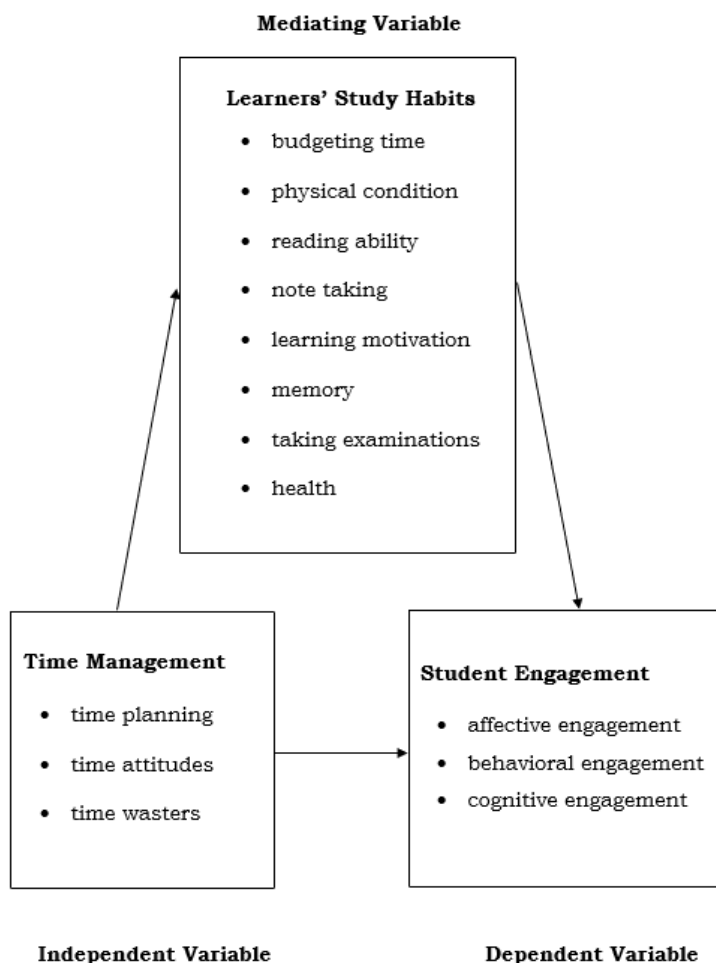 Mediating Variable
Learners’ Study Habits
• budgeting time
• physical condition
• reading ability
• note taking
• learning motivation
• memory
• taking examinations
• health
Time Management
• time planning
• time attitudes
• time wasters
Student Engagement
• affective engagement
• behavioral engagement
• cognitive engagement
Independent Variable
Dependent Variable